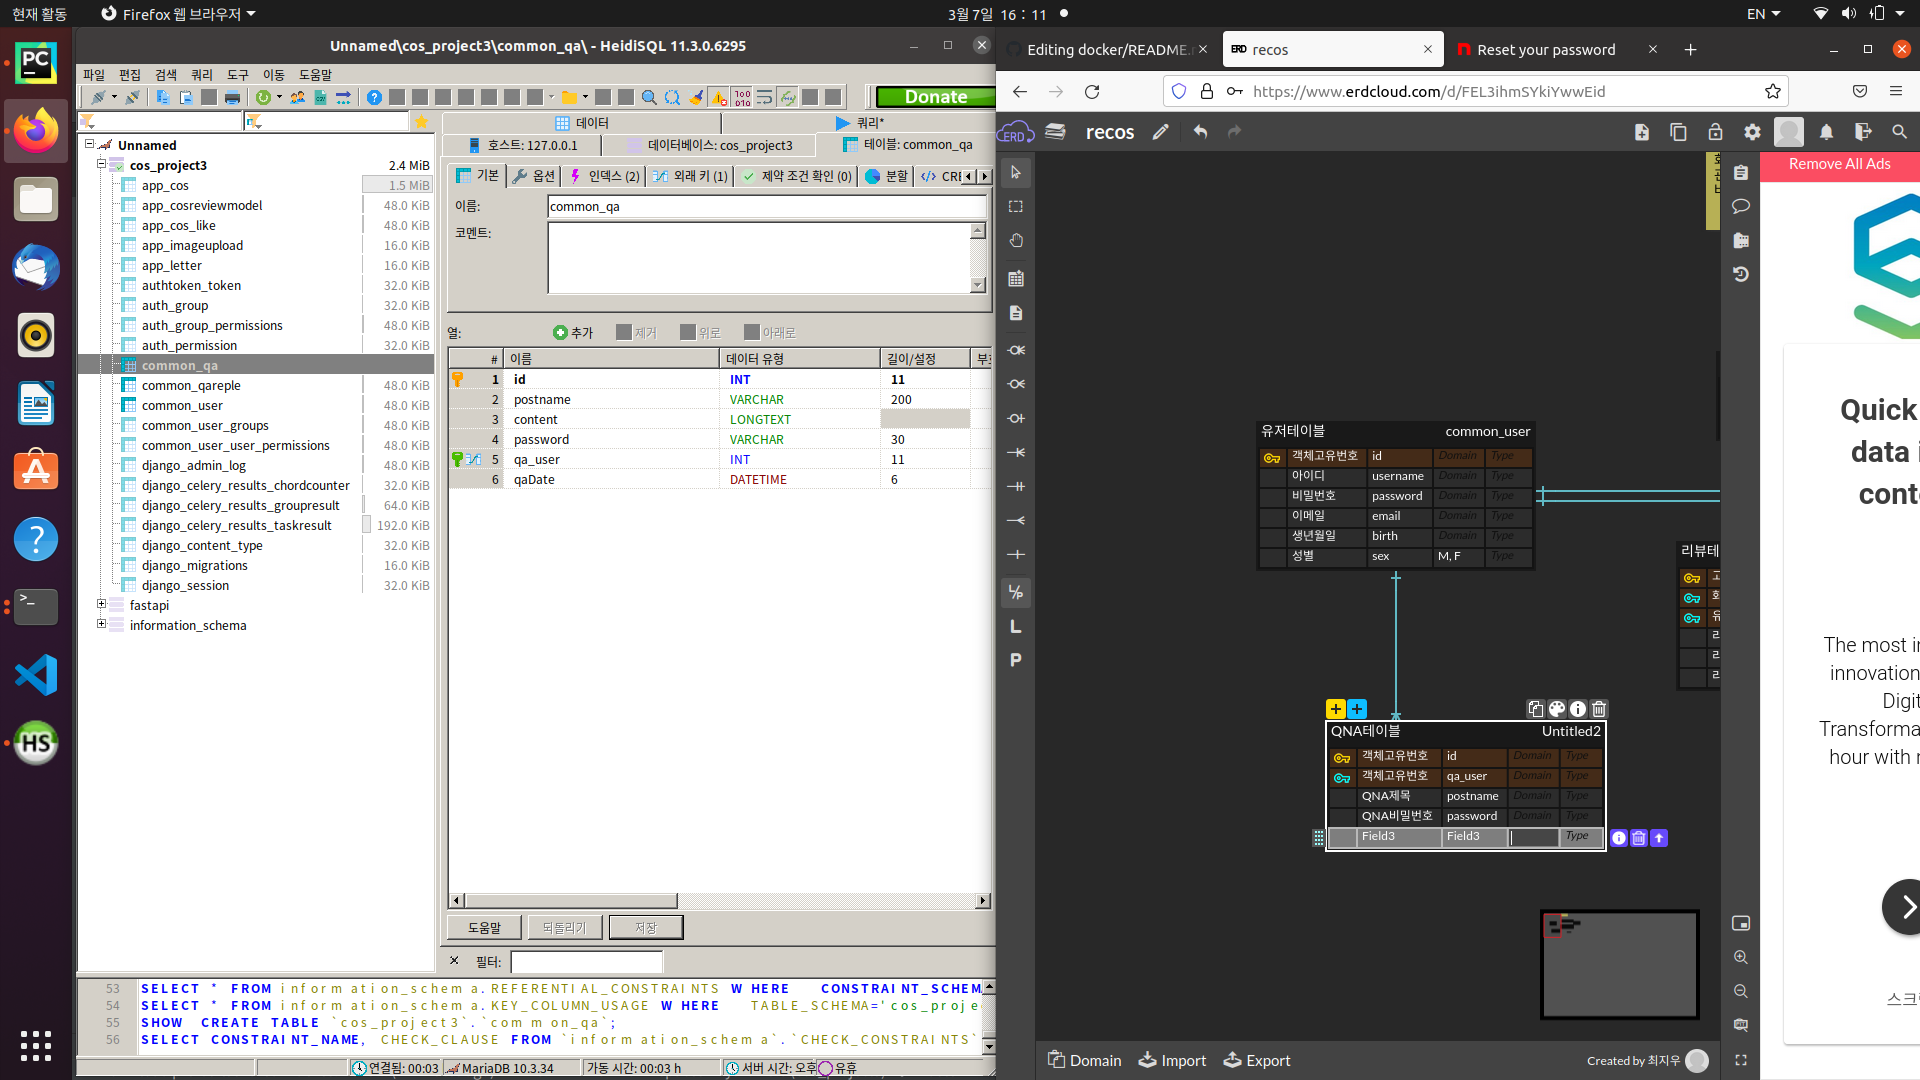 현재 활동
Firefox 웹 브라우저
3월 7일 16 : 11
EN
Unnamed\cos_project3\common_qa\ - HeidiSQL 11.3.0.6295
파일 편집 검색 쿼리 도구 이동 도움말
Donate
Unnamed
cos_project3 2.4 MiB
app_cos 1.5 MiB
app_cosreviewmodel 48.0 KiB
app_cos_like 48.0 KiB
app_imageupload 16.0 KiB
app_letter 16.0 KiB
authtoken_token 32.0 KiB
auth_group 32.0 KiB
auth_group_permissions 48.0 KiB
auth_permission 32.0 KiB
common_qa
common_qareple 48.0 KiB
common_user 48.0 KiB
common_user_groups 48.0 KiB
common_user_user_permissions 48.0 KiB
django_admin_log 48.0 KiB
django_celery_results_chordcounter 32.0 KiB
django_celery_results_groupresult 64.0 KiB
django_celery_results_taskresult 192.0 KiB
django_content_type 32.0 KiB
django_migrations 16.0 KiB
django_session 32.0 KiB
fastapi
information_schema
데이터
쿼리*
호스트: 127.0.0.1
데이터베이스: cos_project3
테이블: common_qa
기본
옵션
인덱스 (2)
외래 키 (1)
제약 조건 확인 (0)
분할
</> CRE
이름: common_qa
코멘트:
열: 추가 제거 위로 아래로
# 이름 데이터 유형 길이/설정 부호
1 id INT 11
2 postname VARCHAR 200
3 content LONGTEXT
4 password VARCHAR 30
5 qa_user INT 11
6 qaDate DATETIME 6
도움말 되돌리기 저장
필터:
53 SELECT * FROM information_schema.REFERENTIAL_CONSTRAINTS WHERE CONSTRAINT_SCHEM
54 SELECT * FROM information_schema.KEY_COLUMN_USAGE WHERE TABLE_SCHEMA='cos_proje
55 SHOW CREATE TABLE `cos_project3`.`common_qa`;
56 SELECT CONSTRAINT_NAME, CHECK_CLAUSE FROM `information_schema`.`CHECK_CONSTRAINTS`
연결됨: 00:03
MariaDB 10.3.34
가동 시간: 00:03 h
서버 시간: 오후
유휴
Editing docker/README.m
ERD recos
Reset your password
https://www.erdcloud.com/d/FEL3ihmSYkiYwwEid
ERD recos
L
P
유저테이블 common_user
객체고유번호 id Domain Type
아이디 username Domain Type
비밀번호 password Domain Type
이메일 email Domain Type
생년월일 birth Domain Type
성별 sex M, F Type
리뷰테
QNA테이블 Untitled2
객체고유번호 id Domain Type
객체고유번호 qa_user Domain Type
QNA제목 postname Domain Type
QNA비밀번호 password Domain Type
Field3 Field3 Type
Domain Import Export
Created by 최지우
Remove All Ads
Quick
data i
cont
The most i
innovation
Digit
Transforma
hour with
PC
HS